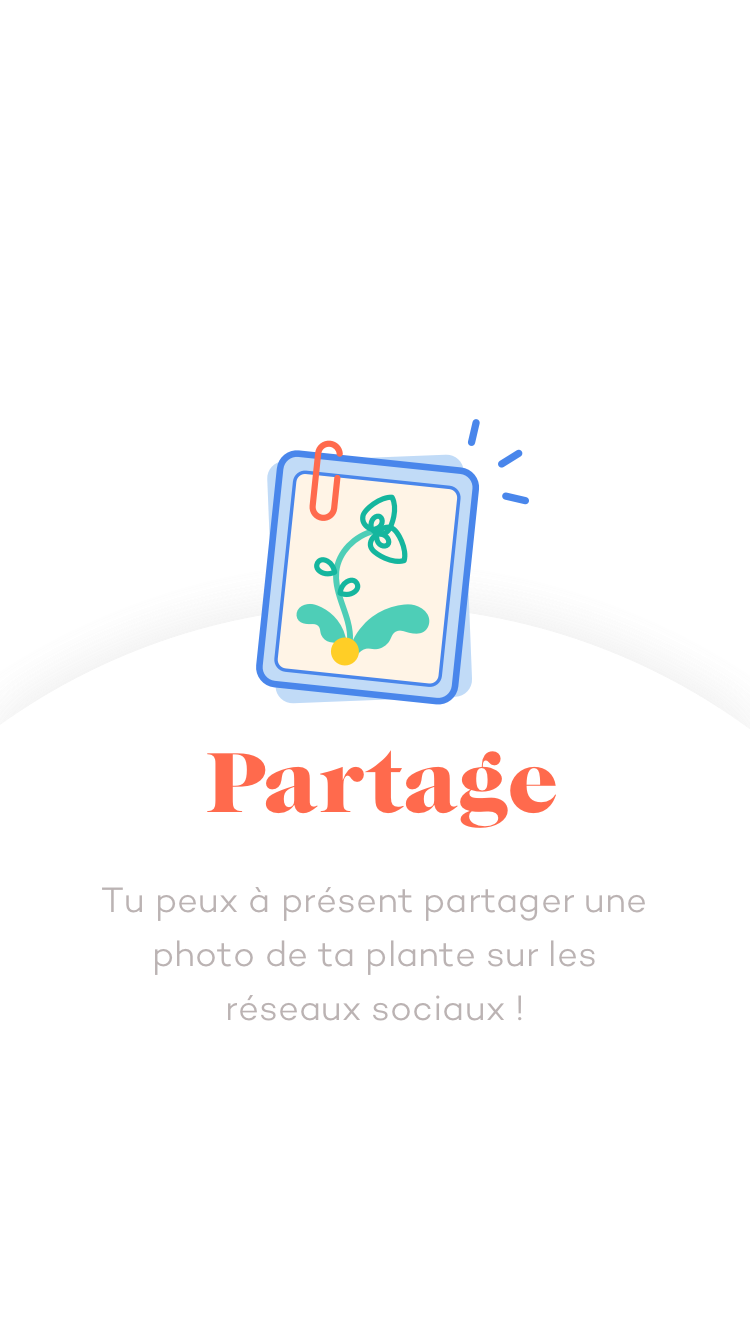 Partage
Tu peux à présent partager une
photo de ta plante sur les
réseaux sociaux !